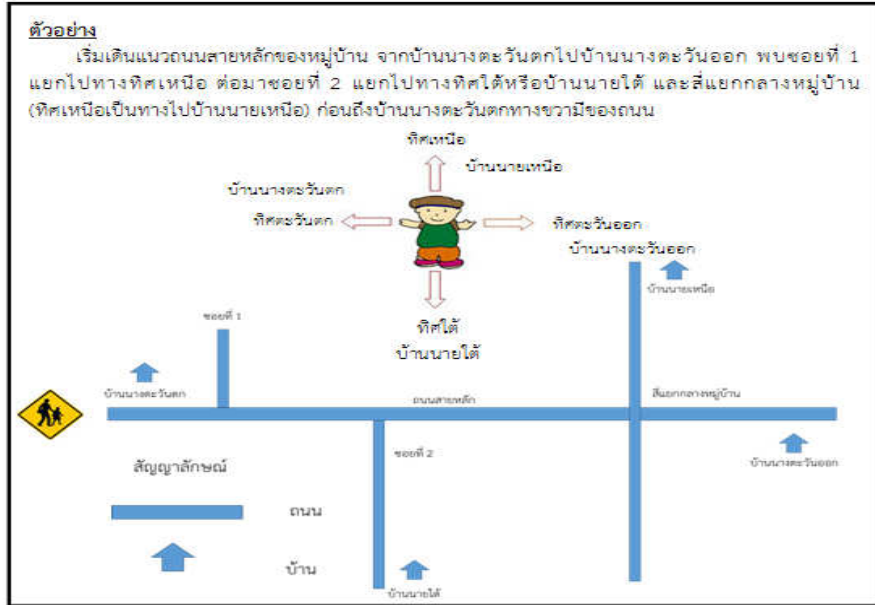 ตัวอย่าง
เริ่มเดินแนวถนนสายหลักของหมู่บ้าน จากบ้านนางตะวันตกไปบ้านนางตะวันออก พบซอยที่ 1
แยกไปทางทิศเหนือ ต่อมาซอยที่ 2 แยกไปทางทิศใต้หรือบ้านนายใต้ และสี่แยกกลางหมู่บ้าน
(ทิศเหนือเป็นทางไปบ้านนายเหนือ) ก่อนถึงบ้านนางตะวันตกทางขวามือของถนน
ทิศเหนือ
บ้านนายเหนือ
บ้านนางตะวันตก
ทิศตะวันตก
ทิศตะวันออก
บ้านนางตะวันออก
บ้านนายเหนือ
ซอยที่ 1
ทิศใต้
บ้านนายใต้
บ้านนางตะวันตก
ถนนสายหลัก
สี่แยกกลางหมู่บ้าน
ซอยที่ 2
บ้านนางตะวันออก
สัญญาลักษณ์
ถนน
บ้าน
บ้านนายใต้